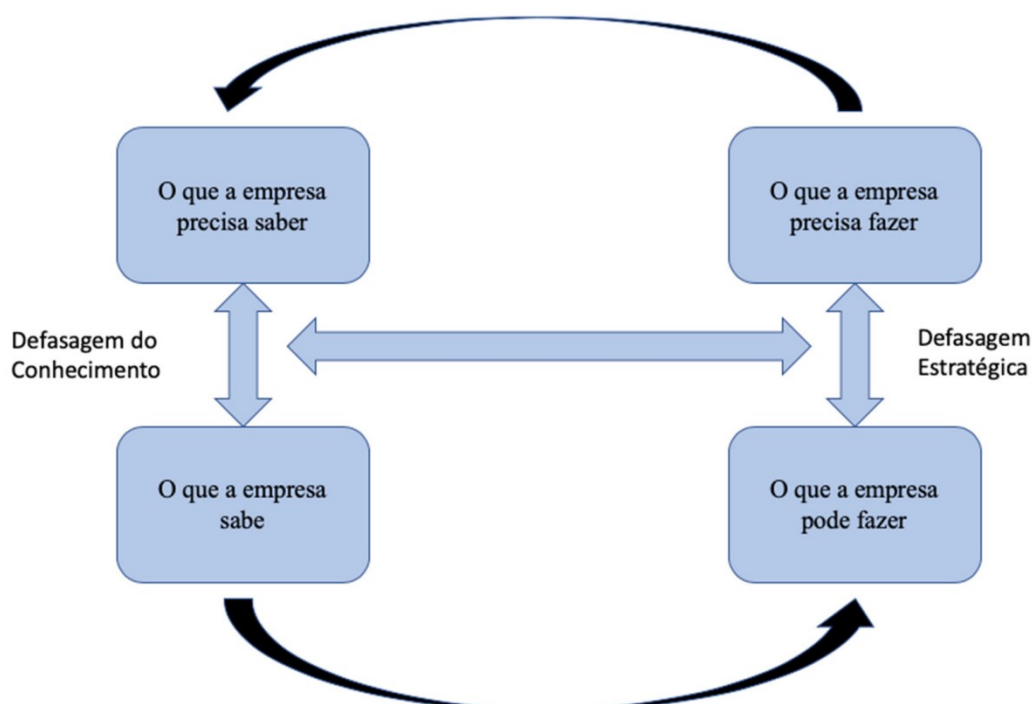 O que a empresa
precisa saber
O que a empresa
precisa fazer
Defasagem do
Conhecimento
Defasagem
Estratégica
O que a empresa
sabe
O que a empresa
pode fazer